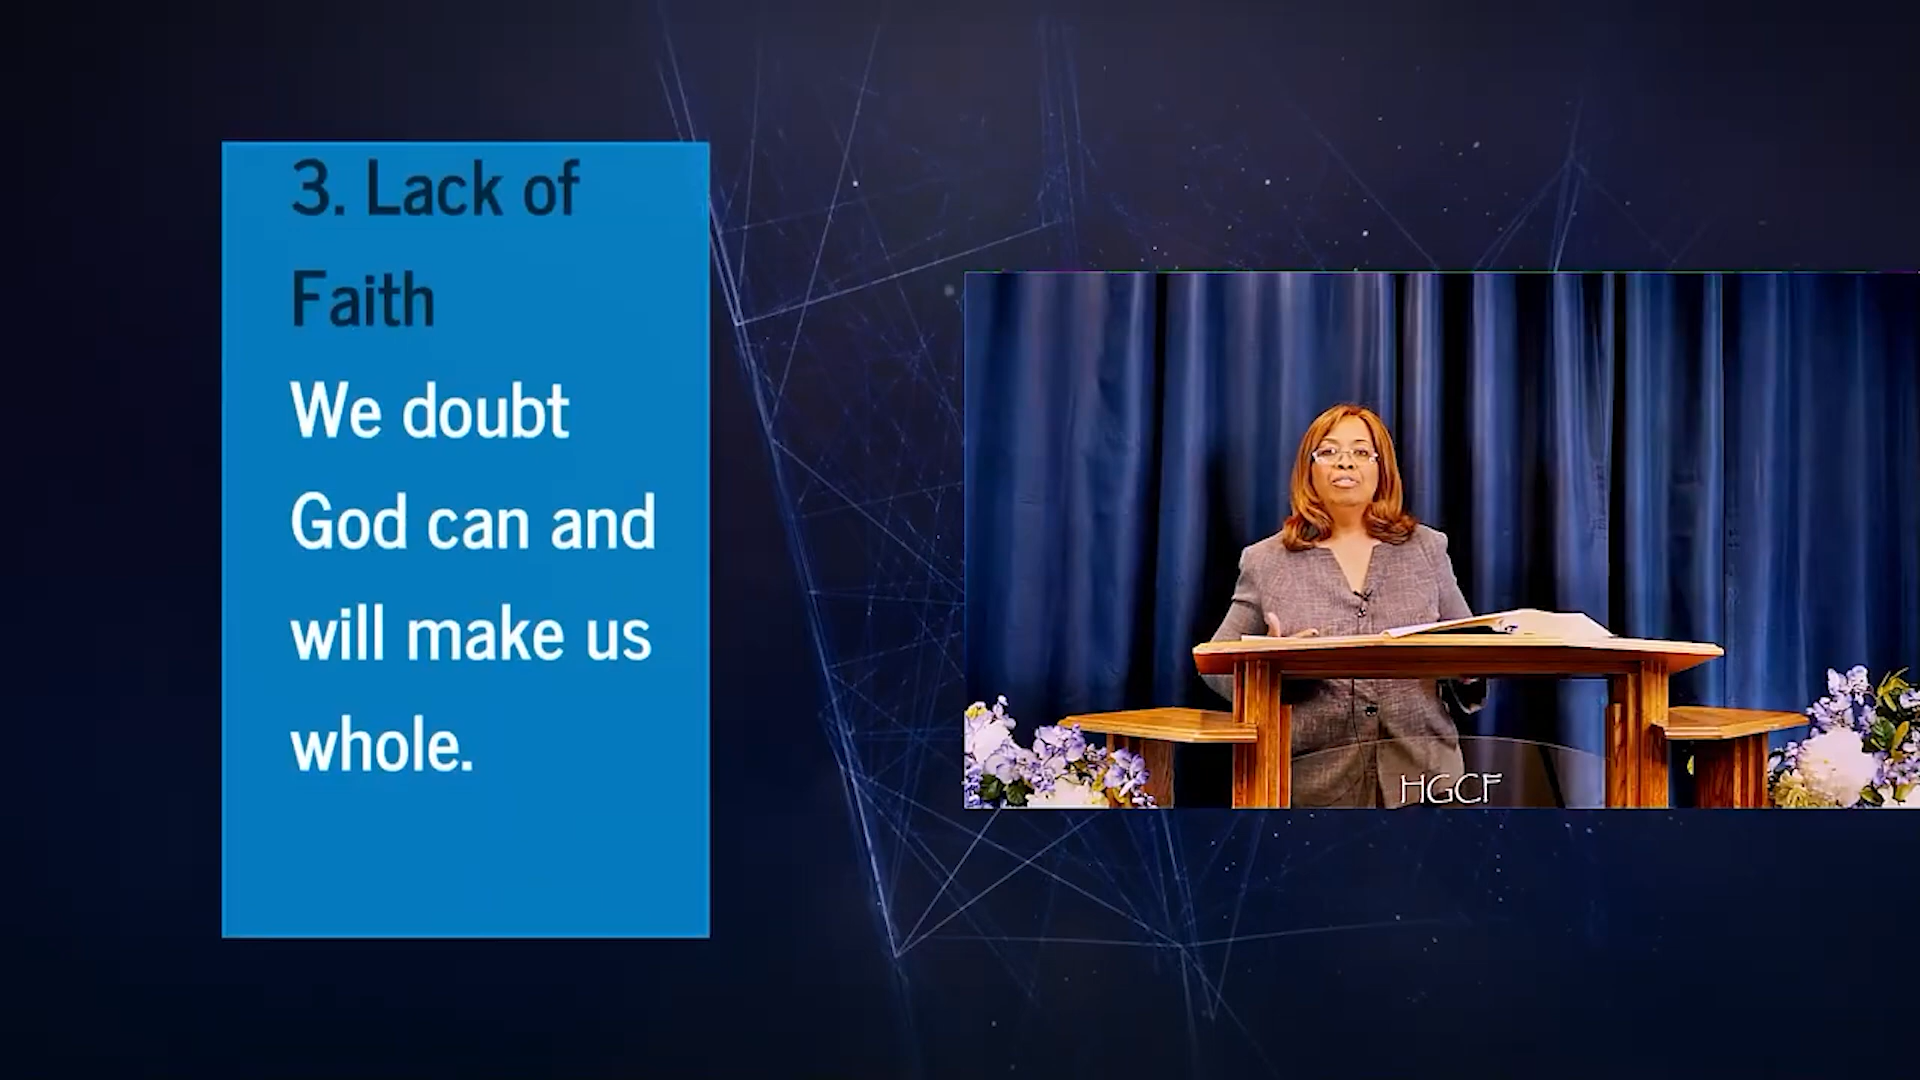 3. Lack of
Faith
We doubt
God can and
will make us
whole.
HGCF